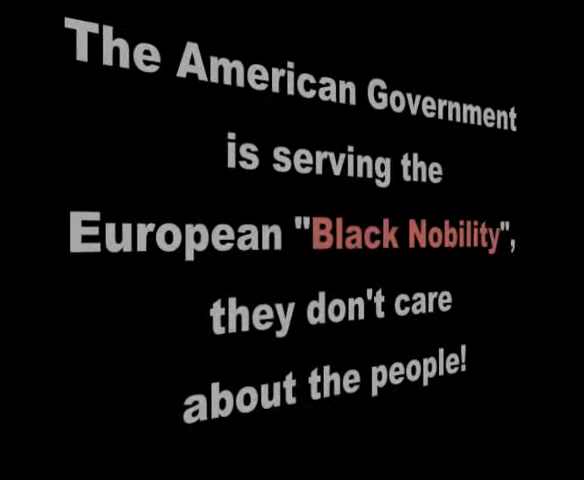 The American Government
is serving the
European "Black Nobility",
they don't care
about the people!